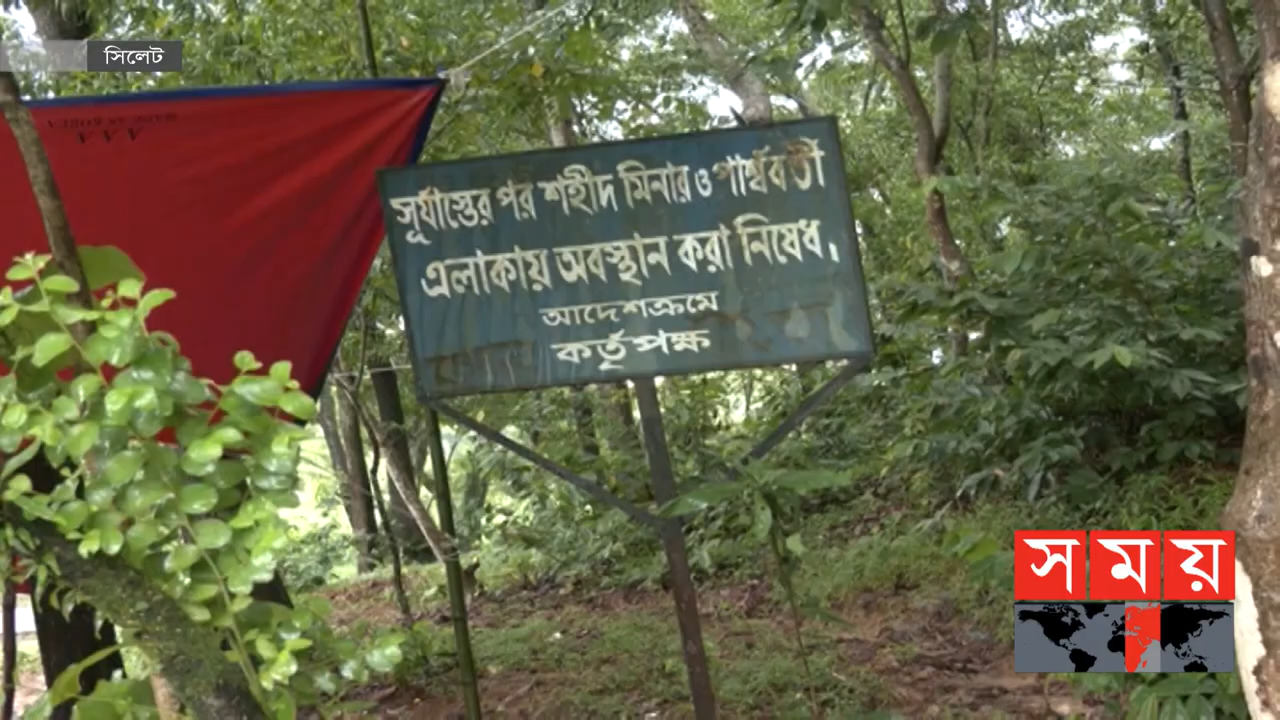 সিলেট
সূর্যাস্তের পর শহীদ মিনার ও পার্শ্ববর্তী
এলাকায় অবস্থান করা নিষেধ।
আদেশক্রমে
কর্তৃপক্ষ
সময়